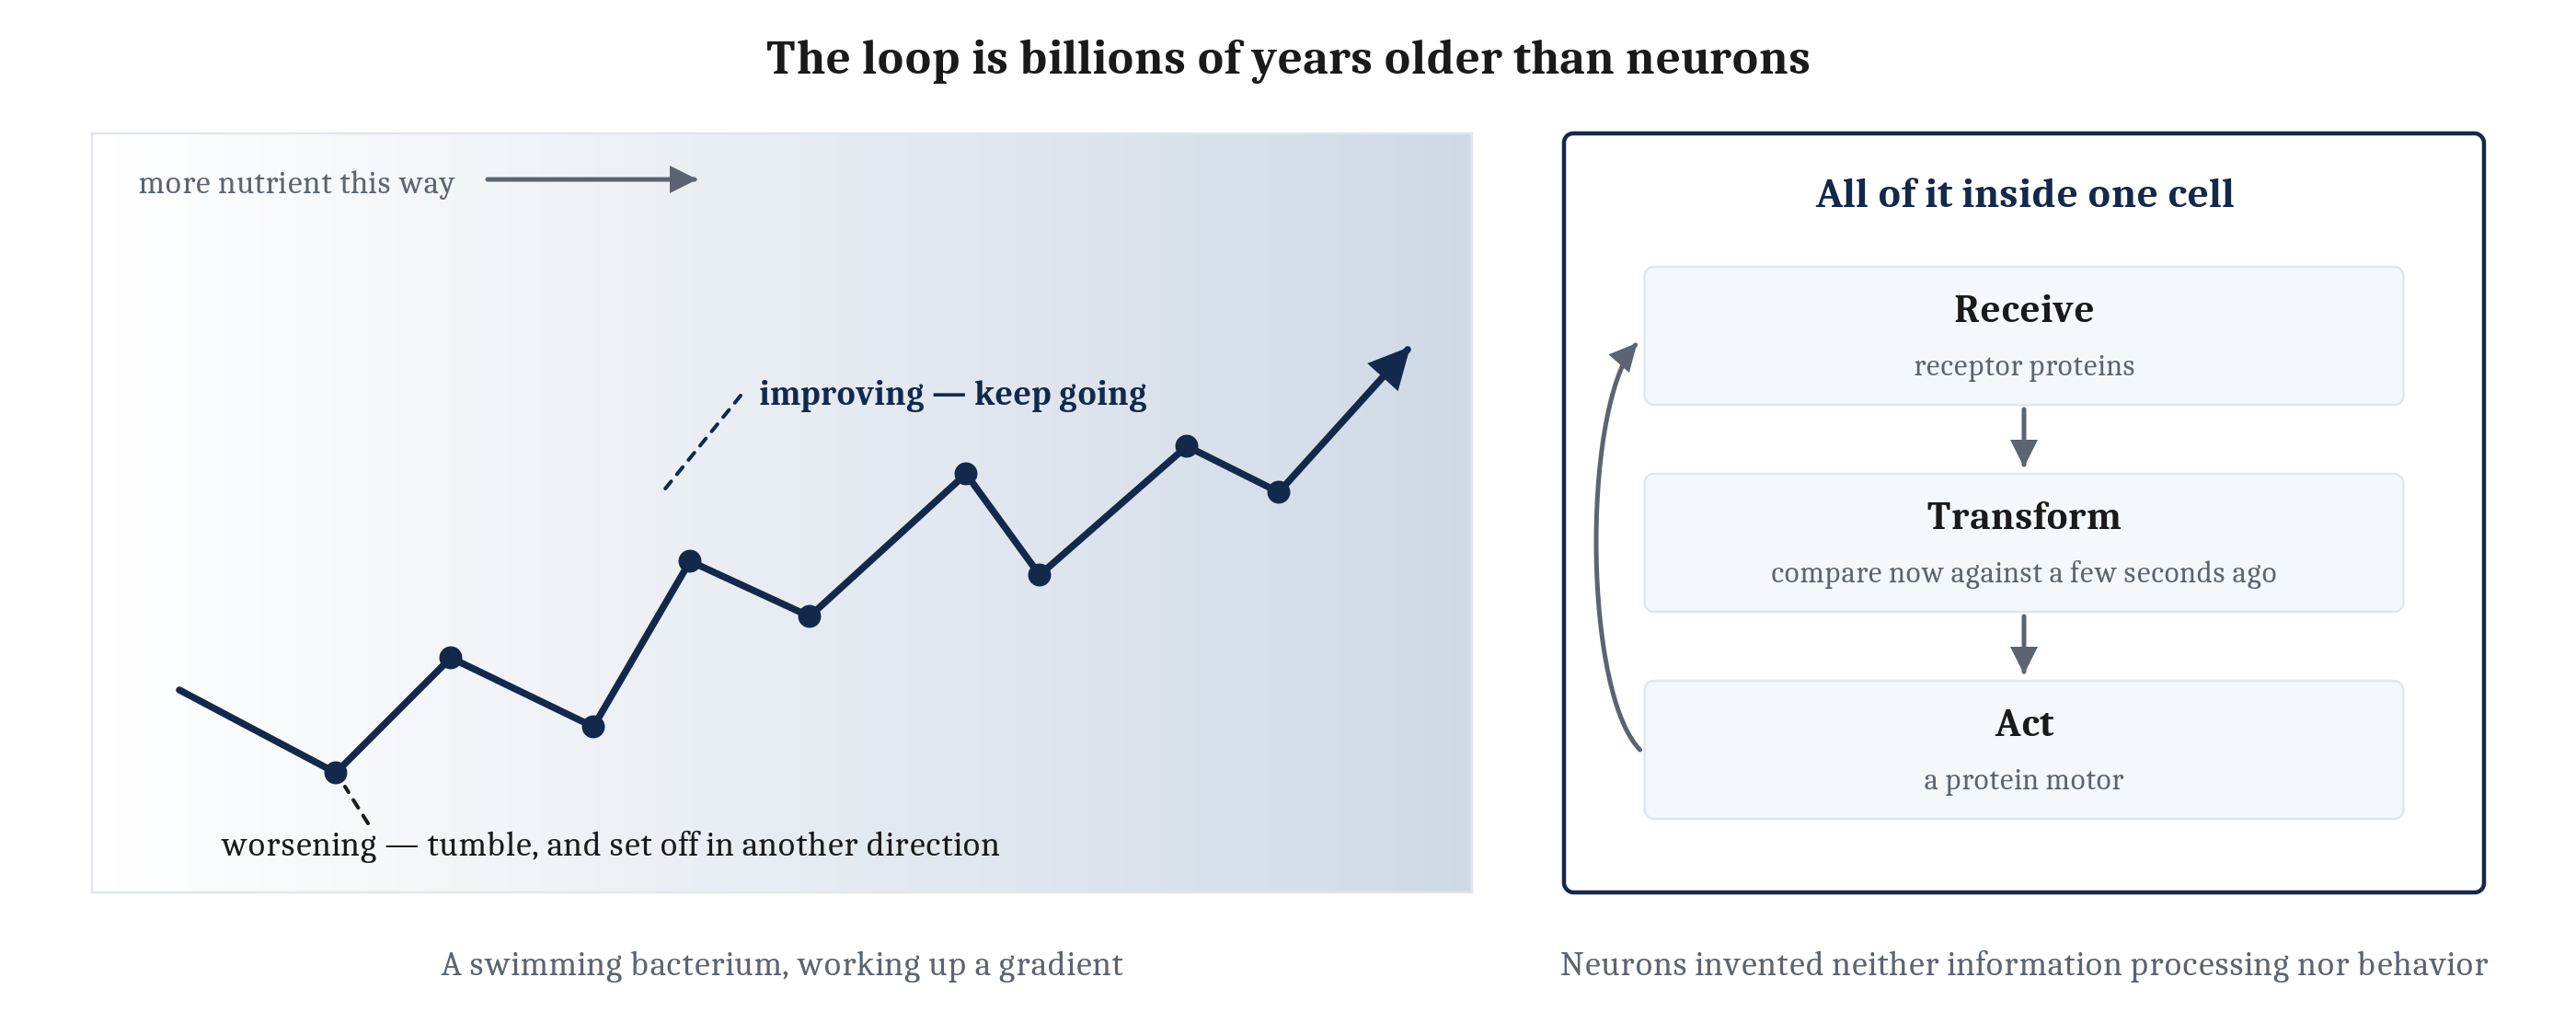 The loop is billions of years older than neurons
more nutrient this way
improving — keep going
worsening — tumble, and set off in another direction
A swimming bacterium, working up a gradient
All of it inside one cell
Receive
receptor proteins
Transform
compare now against a few seconds ago
Act
a protein motor
Neurons invented neither information processing nor behavior